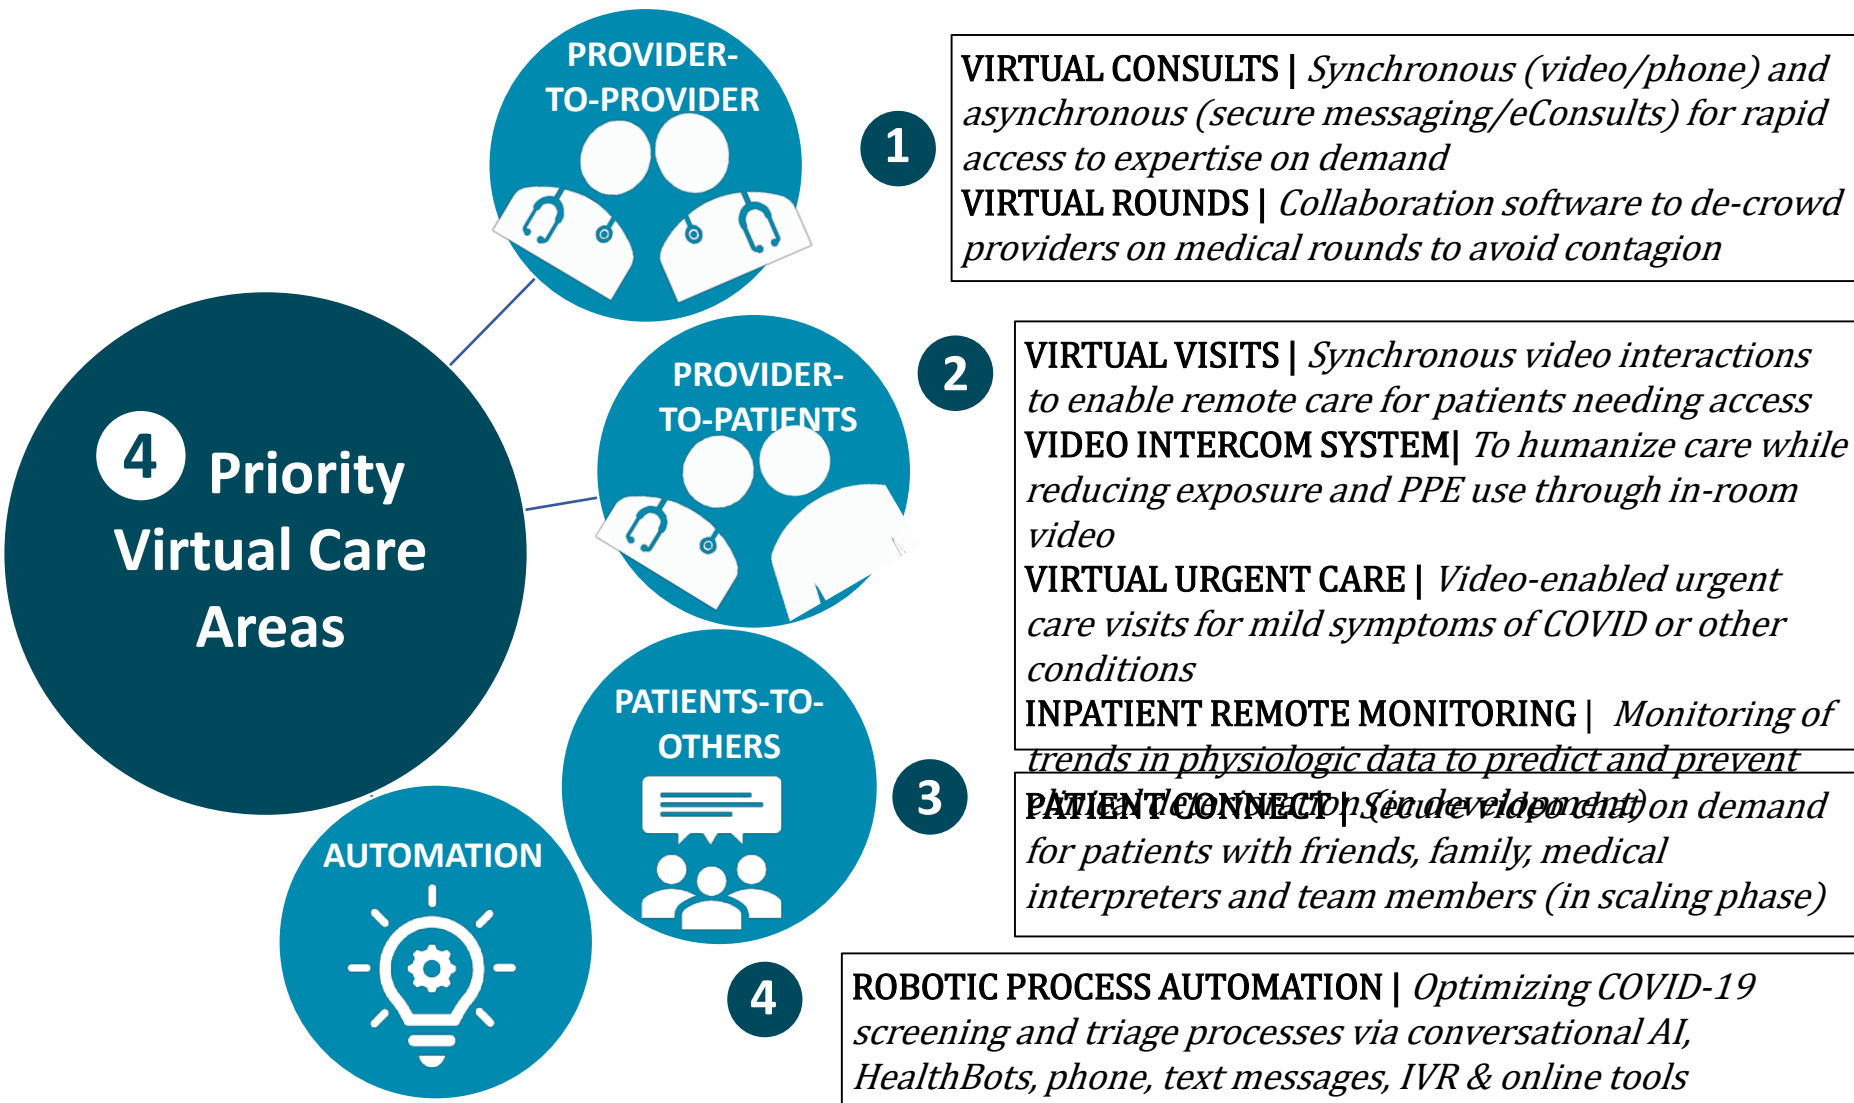 4 Priority
Virtual Care
Areas
PROVIDER-
TO-PROVIDER
1
VIRTUAL CONSULTS | Synchronous (video/phone) and
asynchronous (secure messaging/eConsults) for rapid
access to expertise on demand
VIRTUAL ROUNDS | Collaboration software to de-crowd
providers on medical rounds to avoid contagion
PROVIDER-
TO-PATIENTS
2
VIRTUAL VISITS | Synchronous video interactions
to enable remote care for patients needing access
VIDEO INTERCOM SYSTEM| To humanize care while
reducing exposure and PPE use through in-room
video
VIRTUAL URGENT CARE | Video-enabled urgent
care visits for mild symptoms of COVID or other
conditions
INPATIENT REMOTE MONITORING | Monitoring of
trends in physiologic data to predict and prevent
clinical deterioration (in development)
PATIENTS-TO-
OTHERS
3
PATIENT CONNECT | Secure video chat on demand
for patients with friends, family, medical
interpreters and team members (in scaling phase)
AUTOMATION
4
ROBOTIC PROCESS AUTOMATION | Optimizing COVID-19
screening and triage processes via conversational AI,
HealthBots, phone, text messages, IVR & online tools